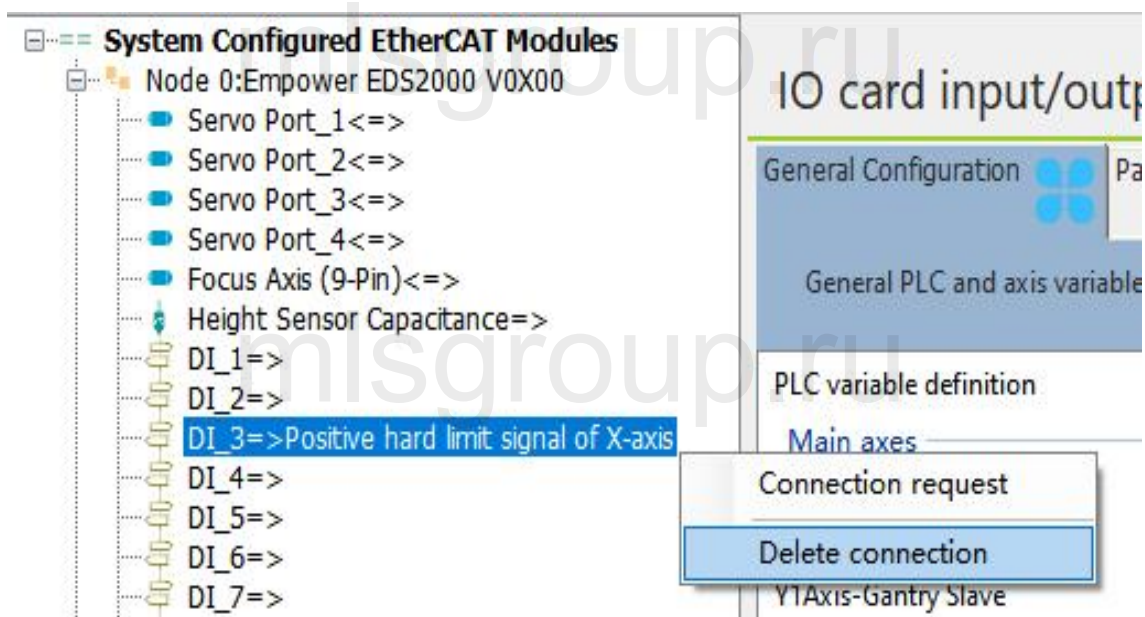 System Configured EtherCAT Modules
Node 0:Empower EDS2000 V0X00
Servo Port_1<=>
Servo Port_2<=>
Servo Port_3<=>
Servo Port_4<=>
Focus Axis (9-Pin)<=>
Height Sensor Capacitance=>
DI_1=>
DI_2=>
DI_3=>Positive hard limit signal of X-axis
DI_4=>
DI_5=>
DI_6=>
DI_7=>
IO card input/outp
General Configuration
Pa
General PLC and axis variable
PLC variable definition
Main axes
Connection request
Delete connection
Y1Axis-Gantry Slave
mlsgroup.ru
mlsgroup.ru